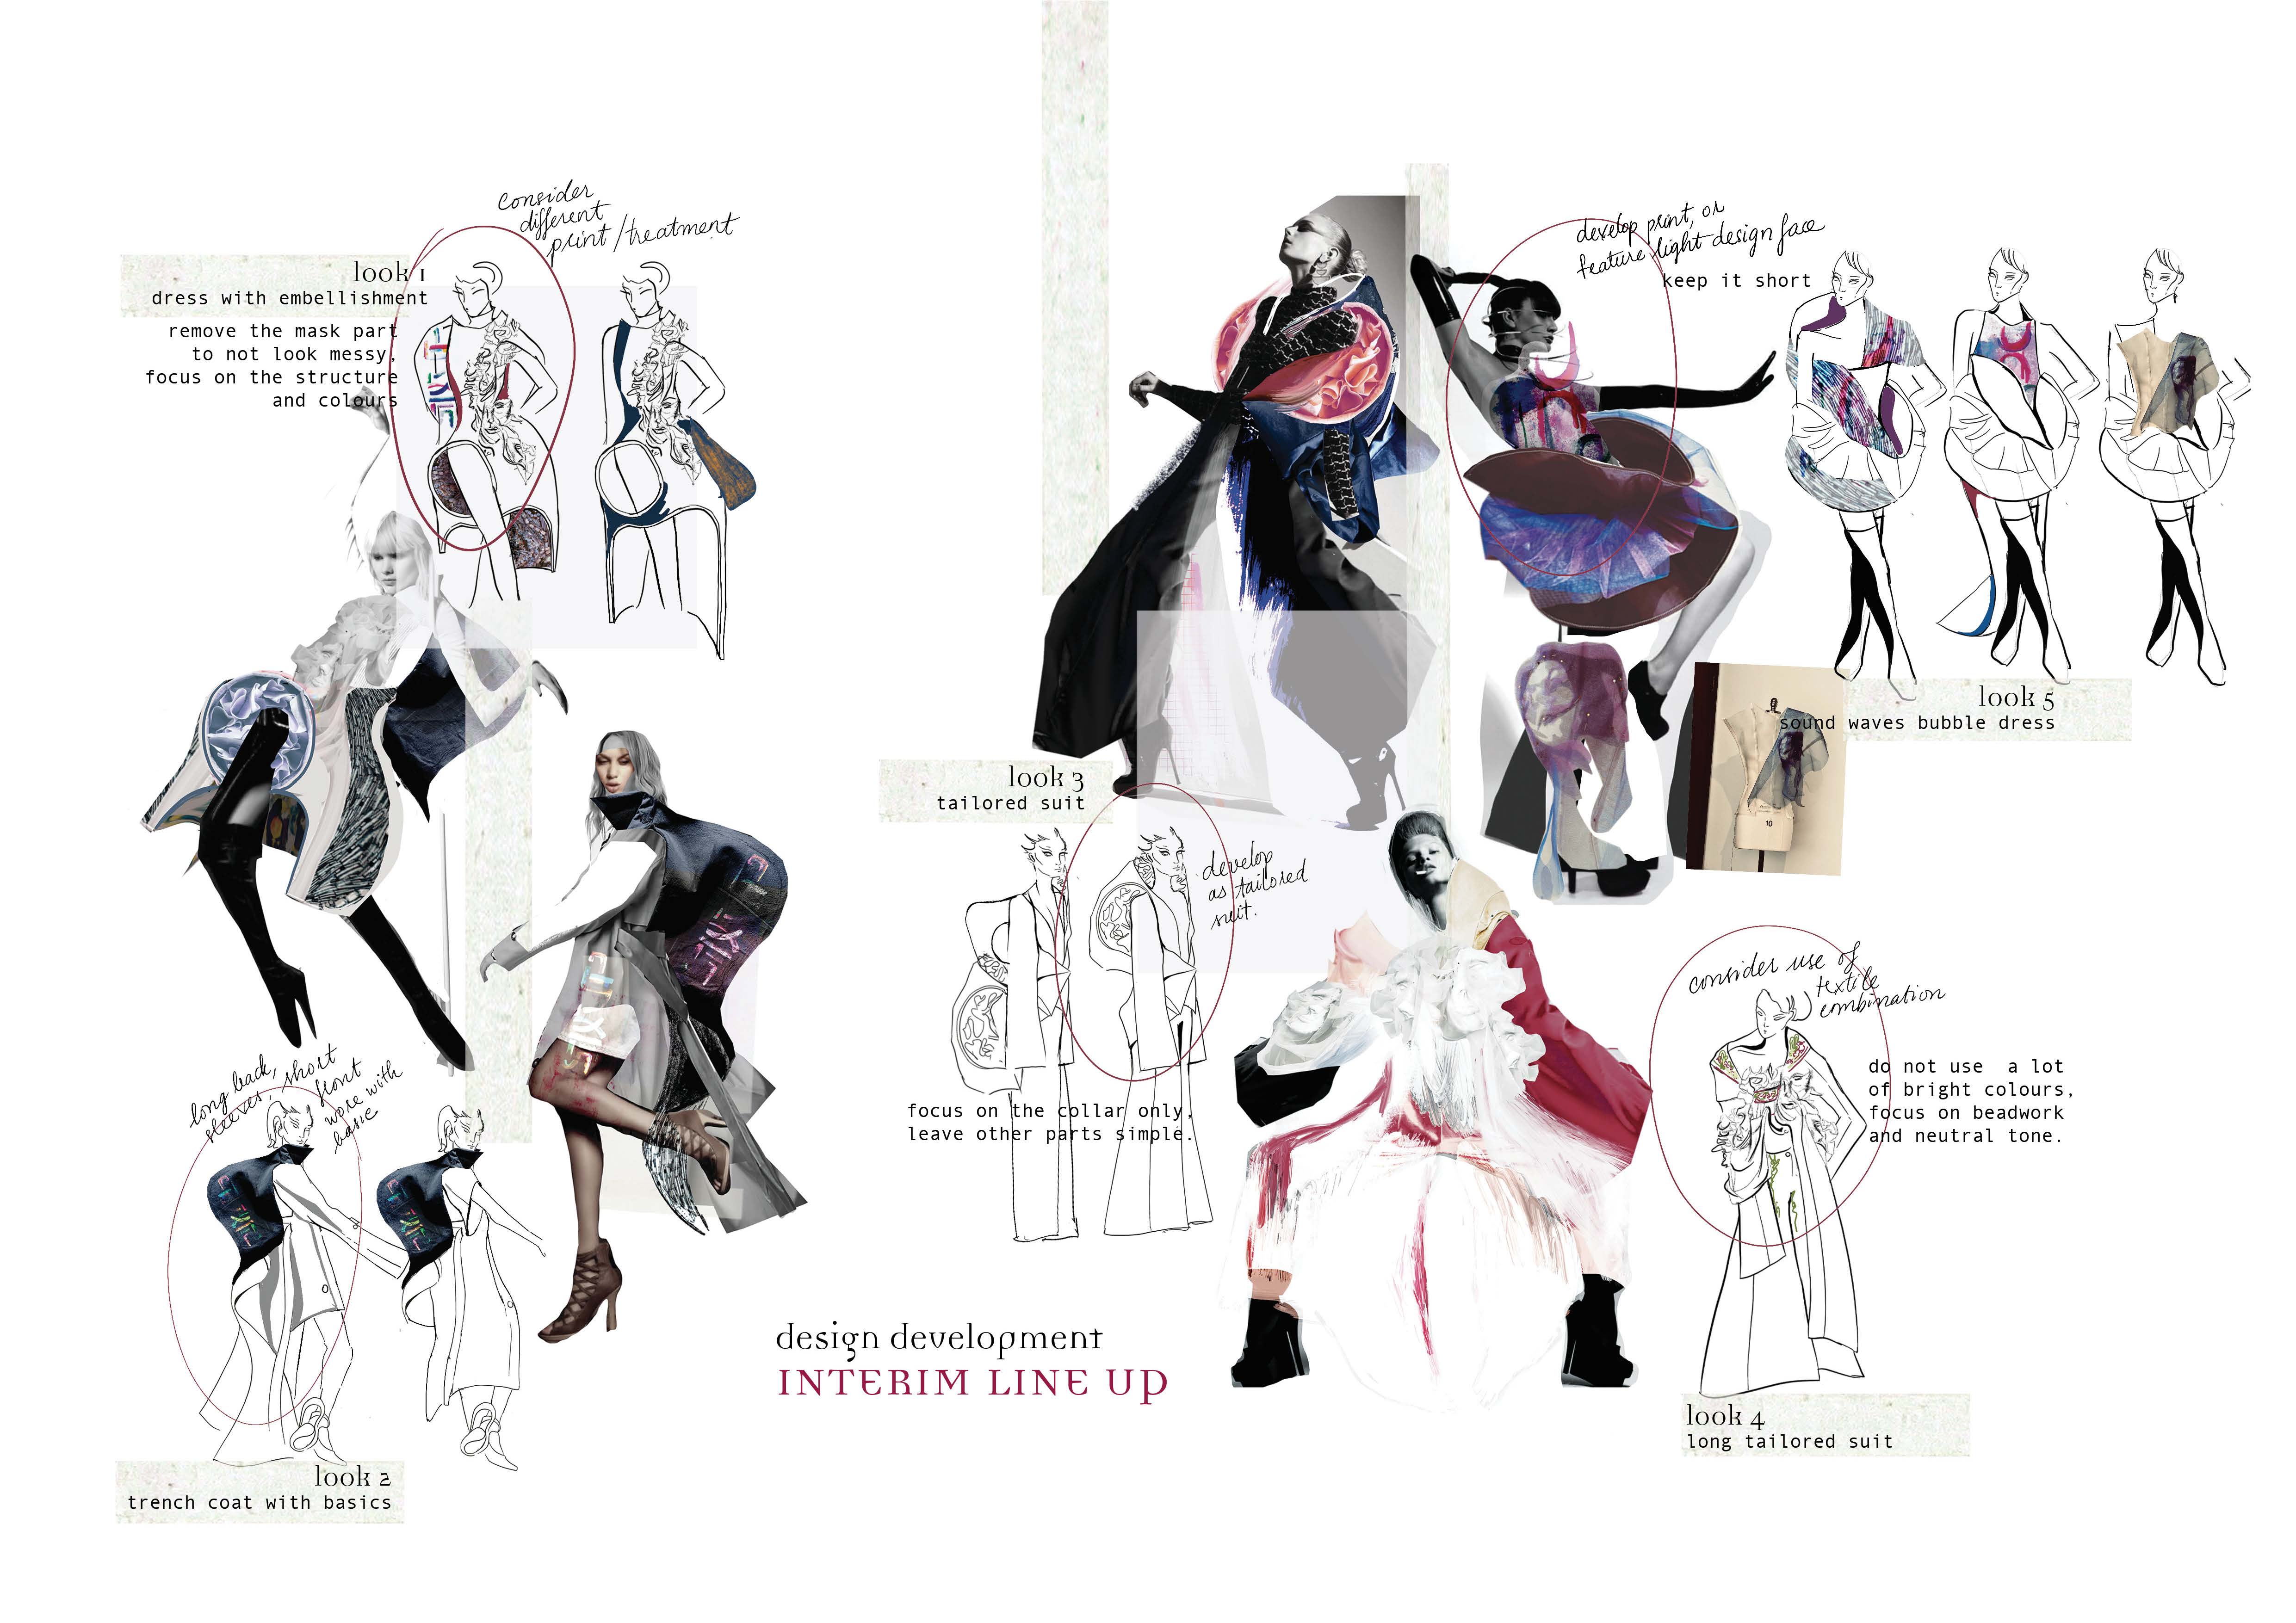 consider
different
print/treatment
look 1
dress with embellishment
remove the mask part
to not look messy,
focus on the structure
and colours
develop print, or
feature light design face
keep it short
look 5
sound waves bubble dress
10
look 3
tailored suit
develop
as tailored
suit.
focus on the collar only,
leave other parts simple.
consider use of
textile
combination
do not use a lot
of bright colours,
focus on beadwork
and neutral tone.
look 4
long tailored suit
long back, short
sleeves, front
wore with
basic
look 2
trench coat with basics
design development
INTERIM LINE UP